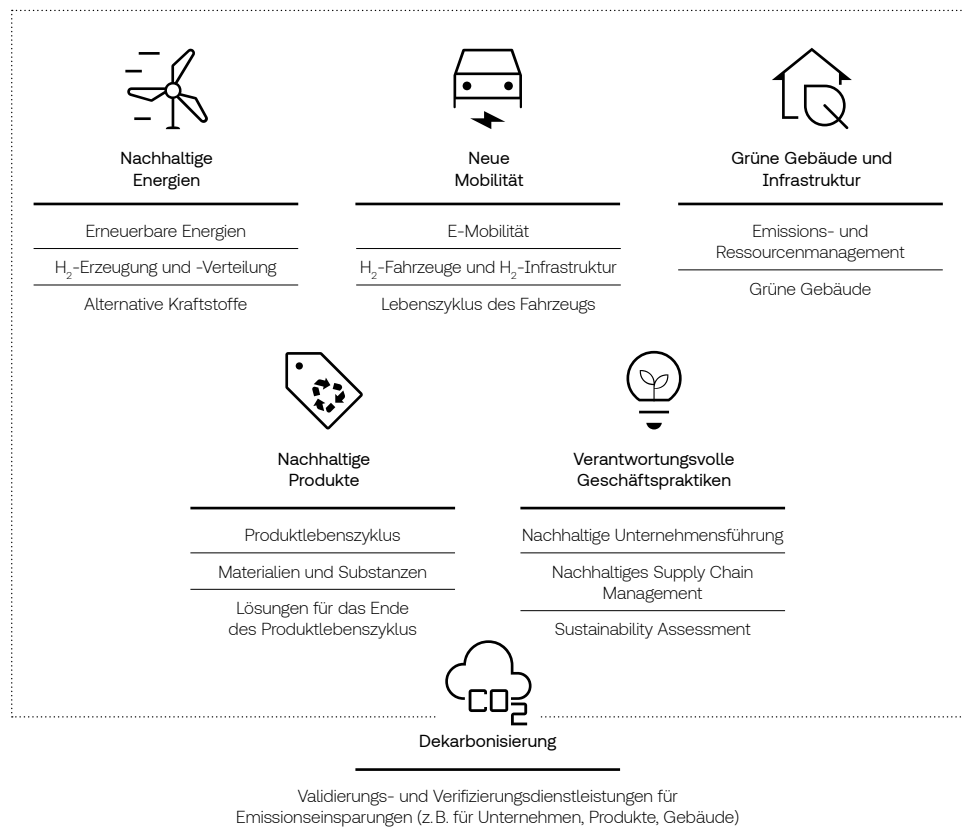 Nachhaltige
Energien
Erneuerbare Energien
H₂-Erzeugung und -Verteilung
Alternative Kraftstoffe
Neue
Mobilität
E-Mobilität
H₂-Fahrzeuge und H₂-Infrastruktur
Lebenszyklus des Fahrzeugs
Grüne Gebäude und
Infrastruktur
Emissions- und
Ressourcenmanagement
Grüne Gebäude
Nachhaltige
Produkte
Produktlebenszyklus
Materialien und Substanzen
Lösungen für das Ende
des Produktlebenszyklus
Verantwortungsvolle
Geschäftspraktiken
Nachhaltige Unternehmensführung
Nachhaltiges Supply Chain
Management
Sustainability Assessment
CO₂
Dekarbonisierung
Validierungs- und Verifizierungsdienstleistungen für
Emissionseinsparungen (z. B. für Unternehmen, Produkte, Gebäude)